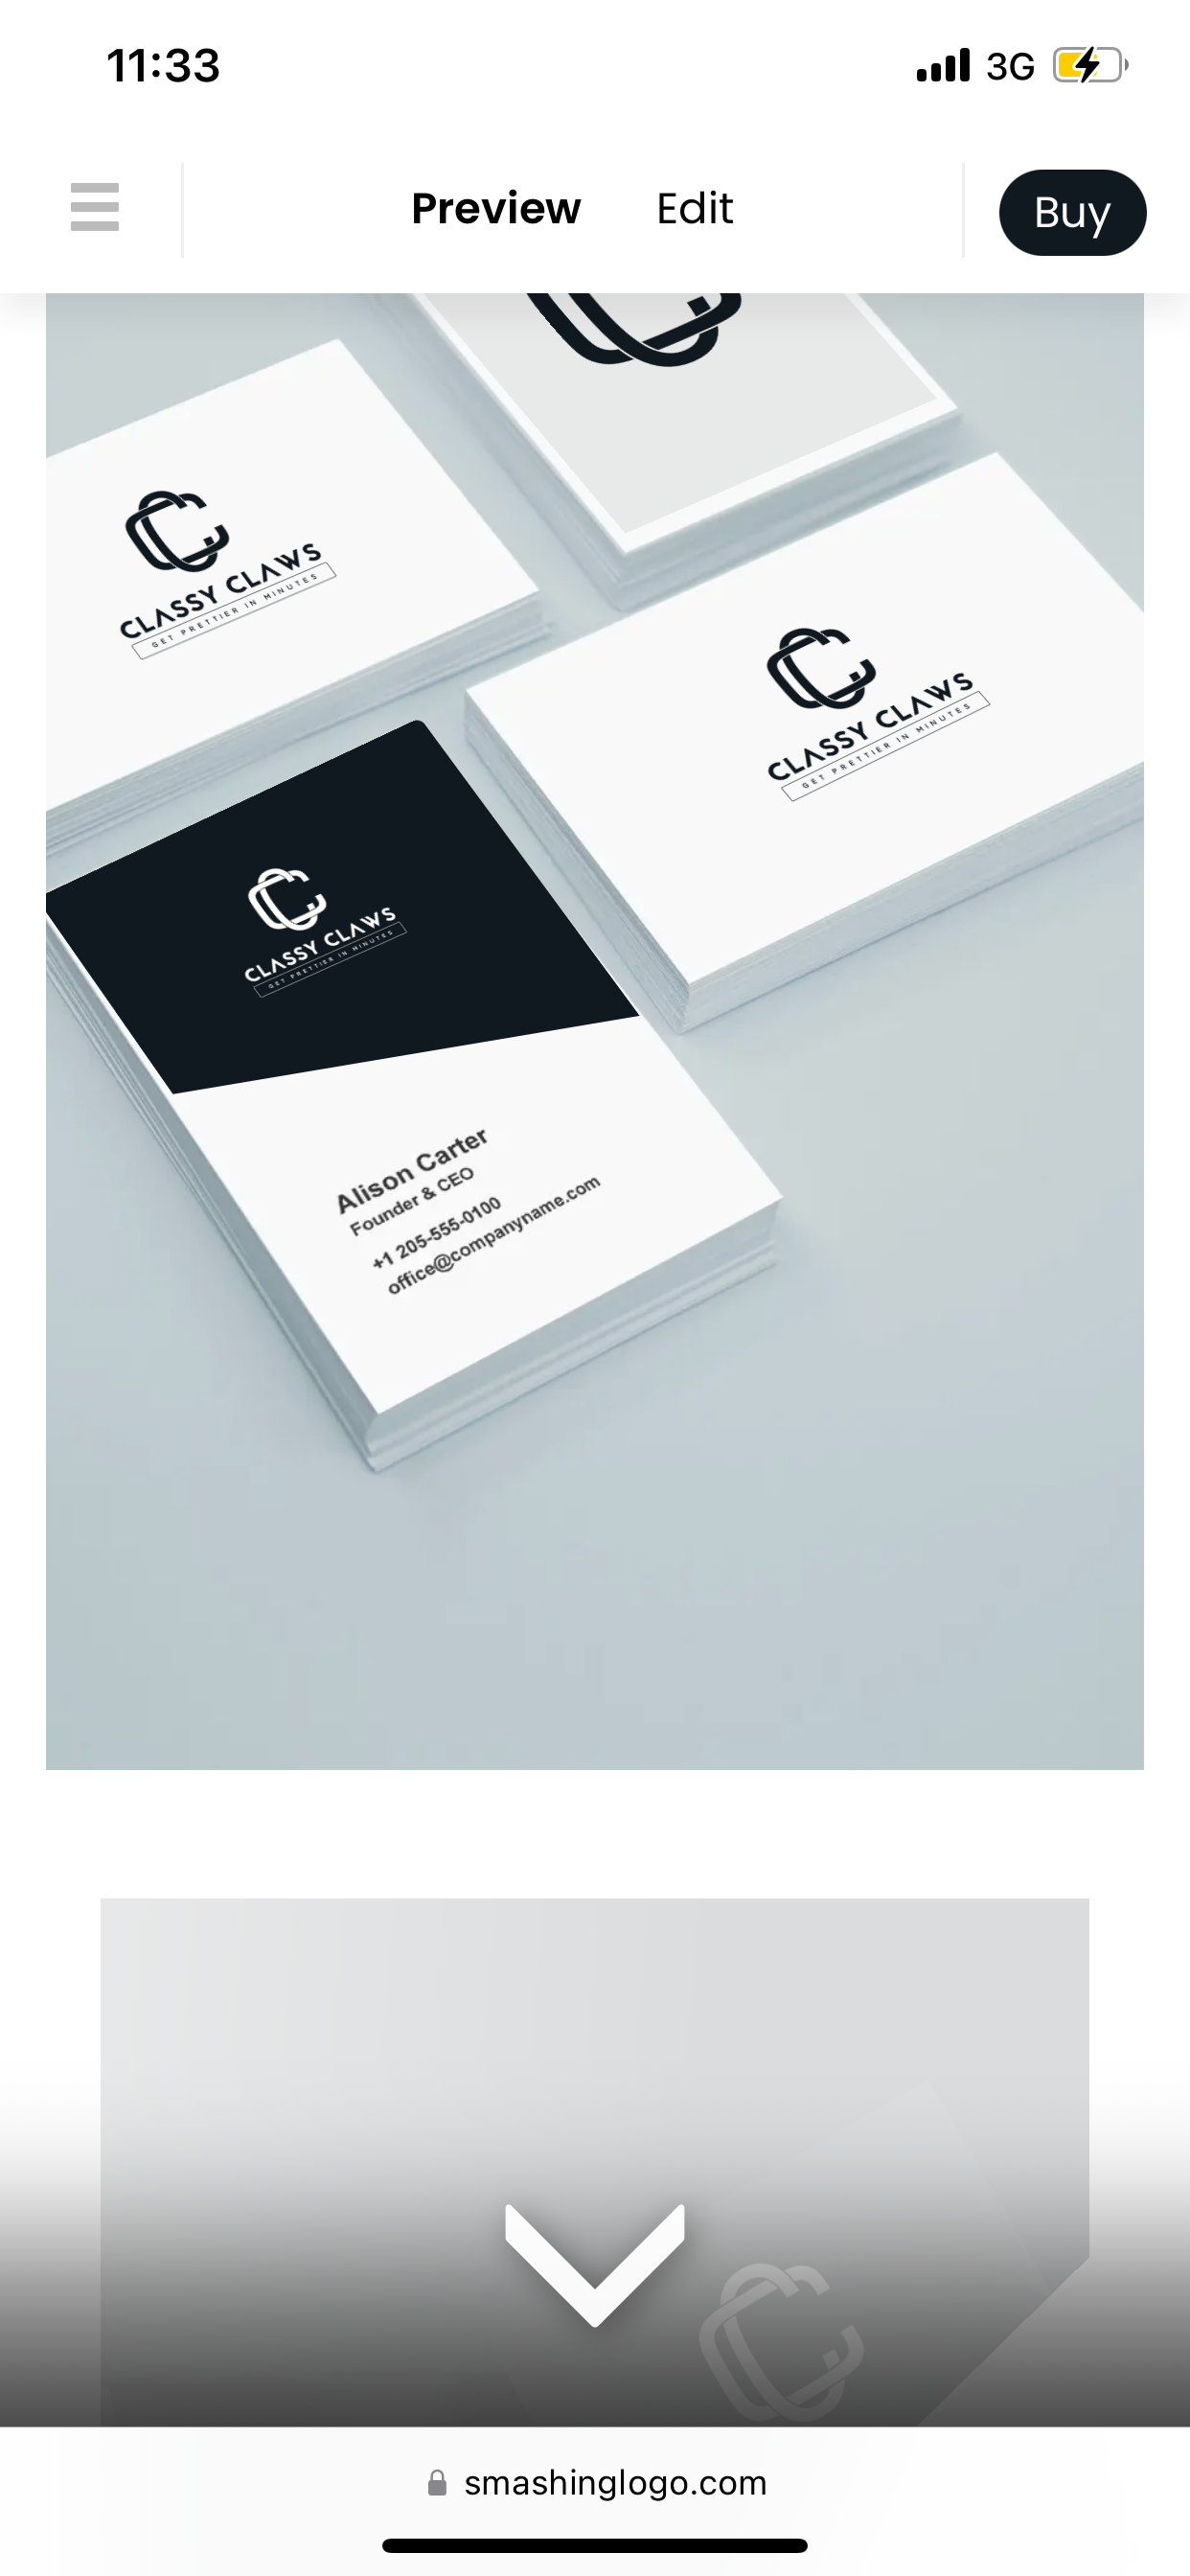 11:33
3G
Preview Edit
Buy
CLASSY CLAWS
GET PRETTIER IN MINUTES
CLASSY CLAWS
GET PRETTIER IN MINUTES
CLASSY CLAWS
GET PRETTIER IN MINUTES
Alison Carter
Founder & CEO
+1 205-555-0100
office@companyname.com
smashinglogo.com